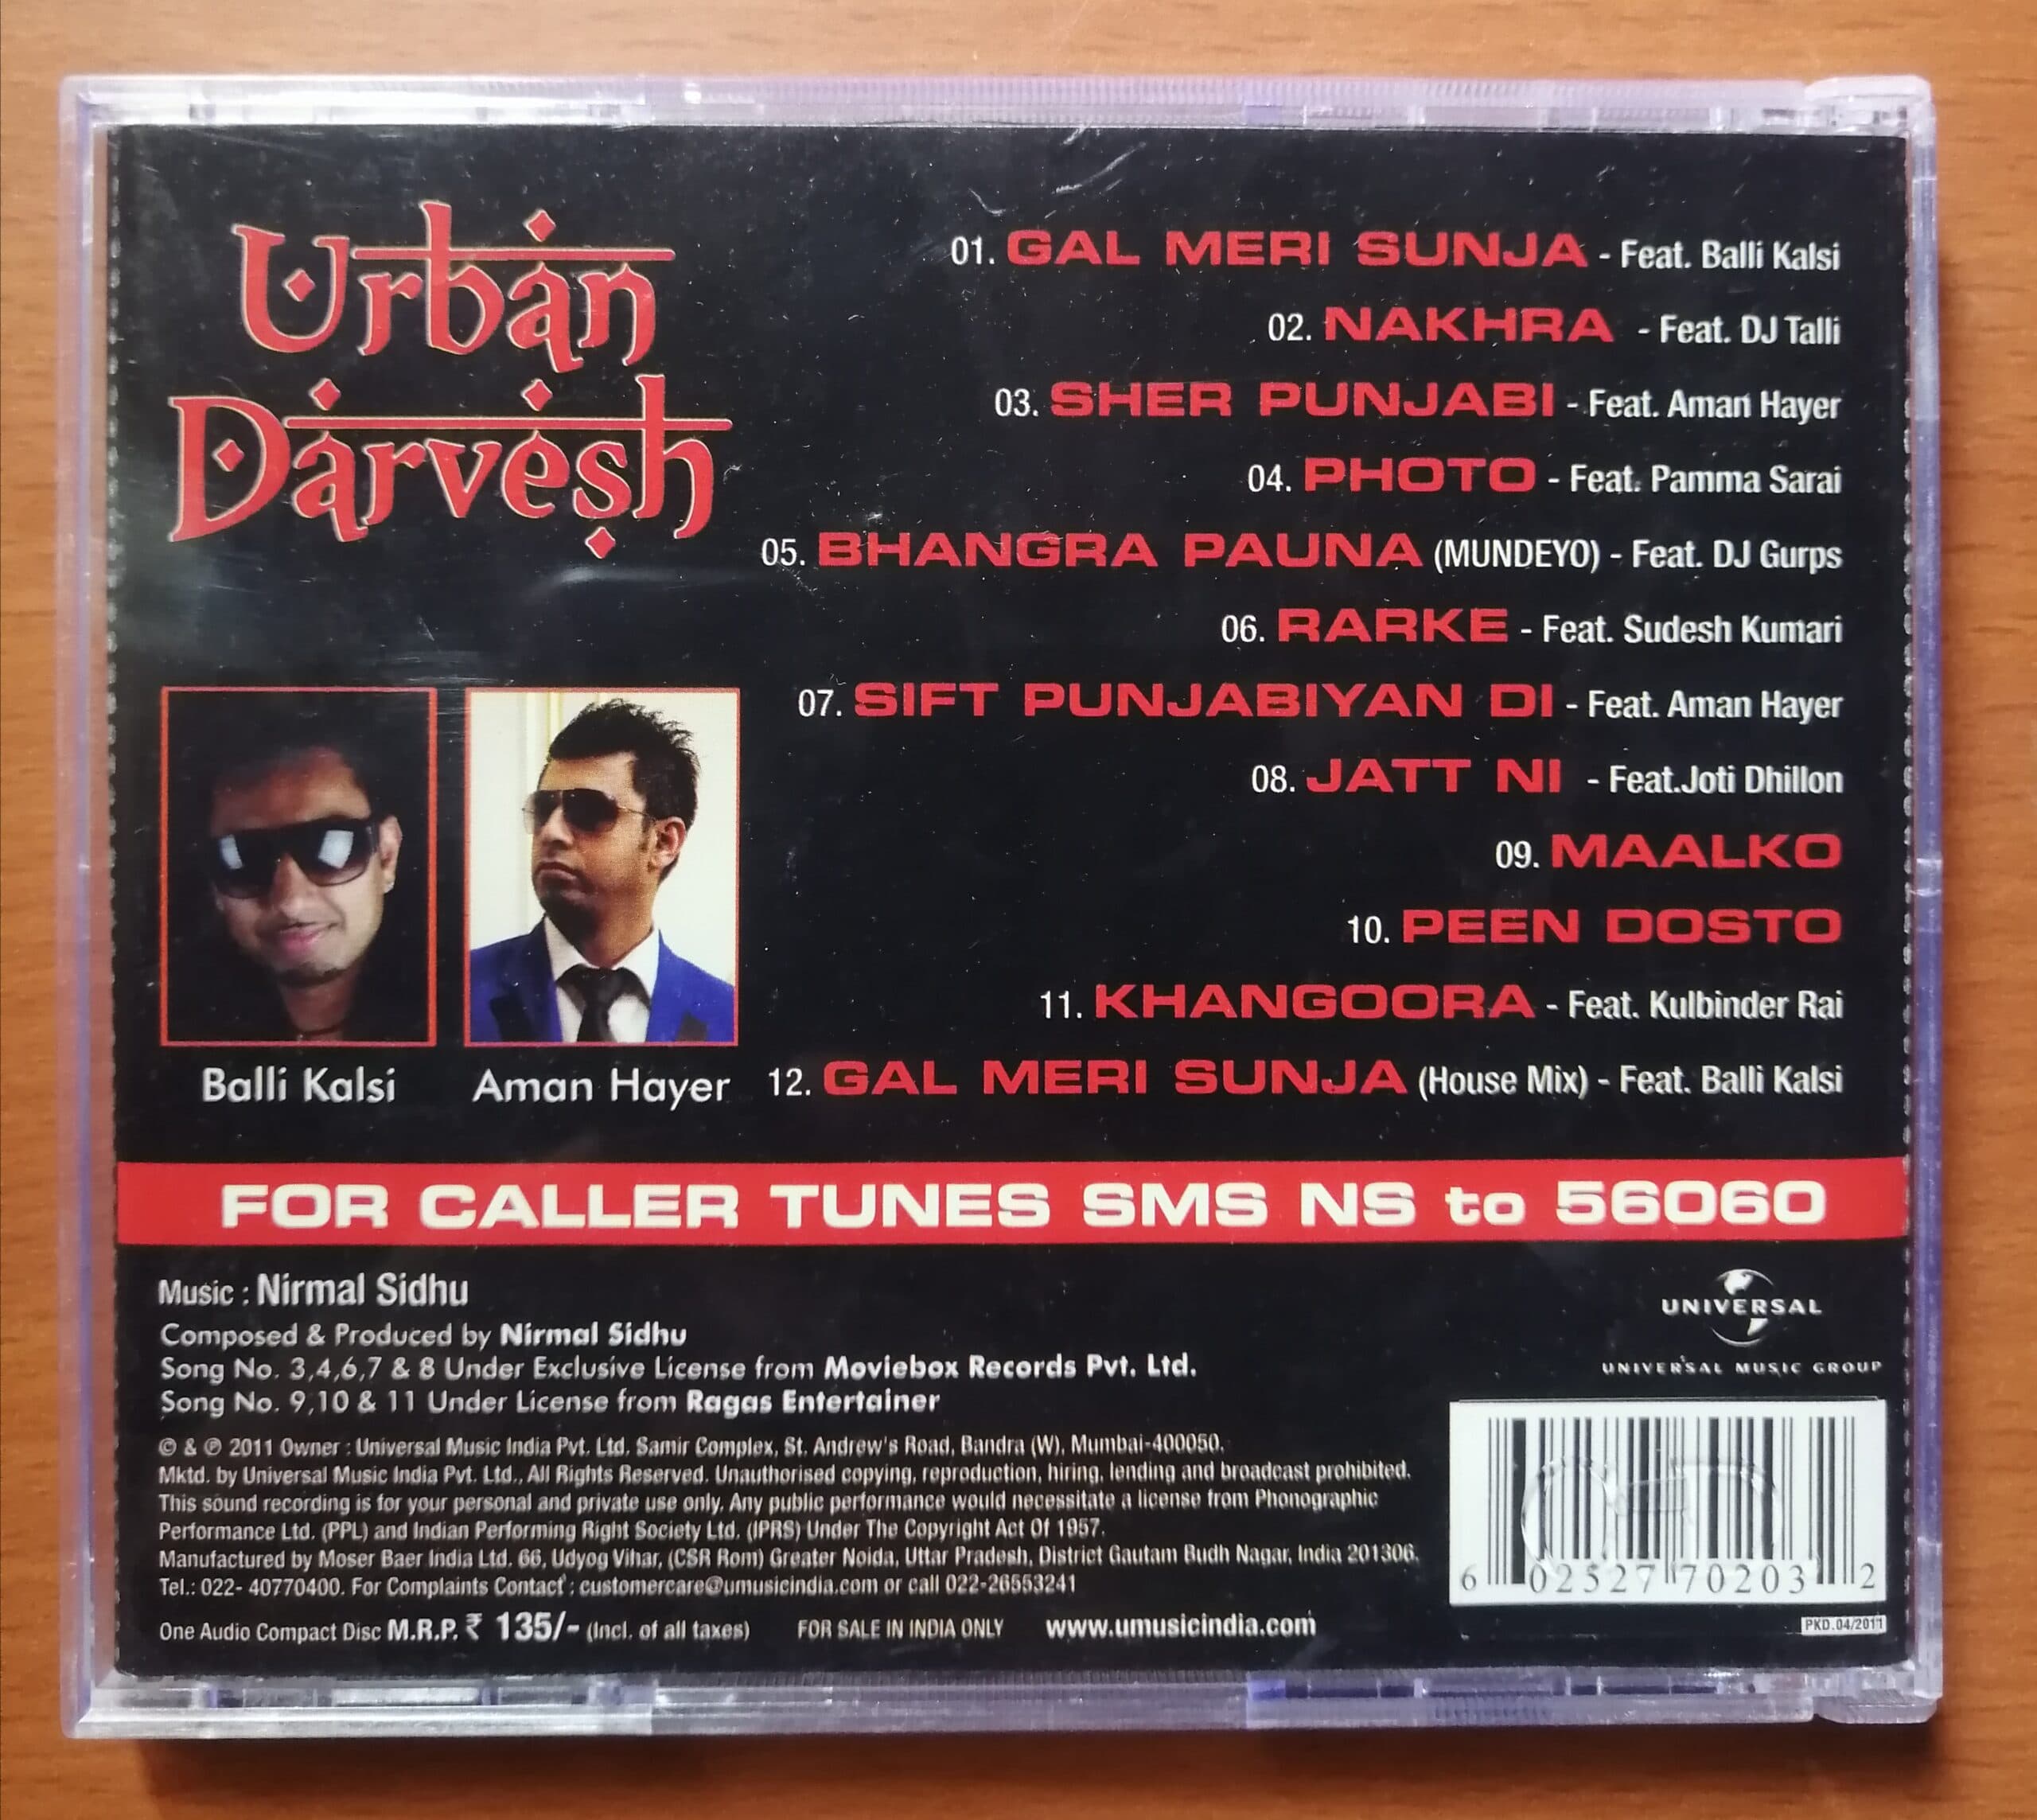 Urban
Darvesh
01. GAL MERI SUNJA - Feat. Balli Kalsi
02. NAKHRA - Feat. DJ Talli
03. SHER PUNJABI - Feat. Aman Hayer
04. PHOTO - Feat. Pamma Sarai
05. BHANGRA PAUNA (MUNDEYO) - Feat. DJ Gurps
06. RARKE - Feat. Sudesh Kumari
07. SIFT PUNJABIYAN DI - Feat. Aman Hayer
08. JATT NI - Feat.Joti Dhillon
09. MAALKO
10. PEEN DOSTO
11. KHANGOORA - Feat. Kulbinder Rai
12. GAL MERI SUNJA (House Mix) - Feat. Balli Kalsi
Balli Kalsi
Aman Hayer
FOR CALLER TUNES SMS NS to 56060
Music : Nirmal Sidhu
Composed & Produced by Nirmal Sidhu
Song No. 3,4,6,7 & 8 Under Exclusive License from Moviebox Records Pvt. Ltd.
Song No. 9,10 & 11 Under License from Ragas Entertainer
© & ℗ 2011 Owner : Universal Music India Pvt. Ltd. Samir Complex, St. Andrew's Road, Bandra (W), Mumbai-400050.
Mktd. by Universal Music India Pvt. Ltd., All Rights Reserved. Unauthorised copying, reproduction, hiring, lending and broadcast prohibited.
This sound recording is for your personal and private use only. Any public performance would necessitate a license from Phonographic
Performance Ltd. (PPL) and Indian Performing Right Society Ltd. (IPRS) Under The Copyright Act Of 1957.
Manufactured by Moser Baer India Ltd. 66, Udyog Vihar, (CSR Rom) Greater Noida, Uttar Pradesh, District Gautam Budh Nagar, India 201306.
Tel.: 022- 40770400. For Complaints Contact : customercare@umusicindia.com or call 022-26553241
One Audio Compact Disc M.R.P. ₹ 135/- (Incl. of all taxes) FOR SALE IN INDIA ONLY www.umusicindia.com
UNIVERSAL
UNIVERSAL MUSIC GROUP
6 02527 70203 2
PKD.04/2011